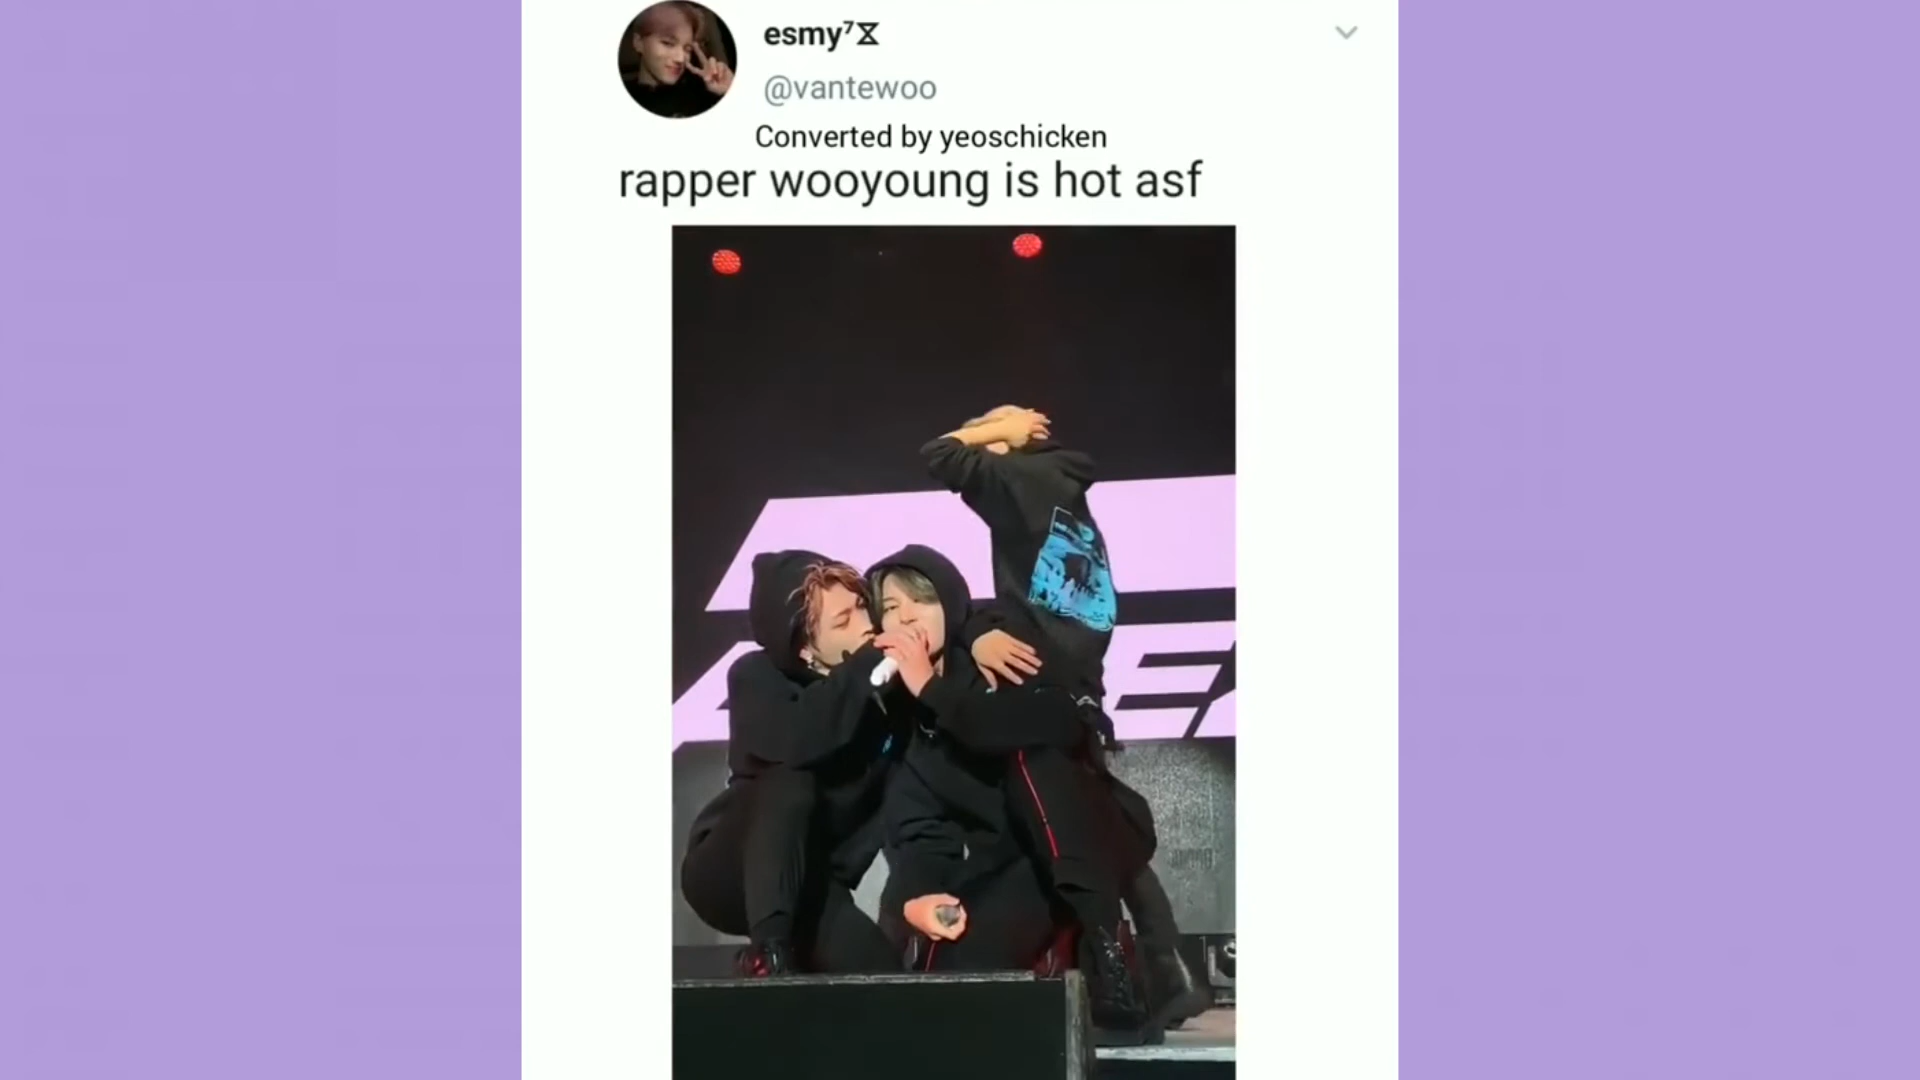 esmy⁷⧖
@vantewoo
Converted by yeoschicken
rapper wooyoung is hot asf